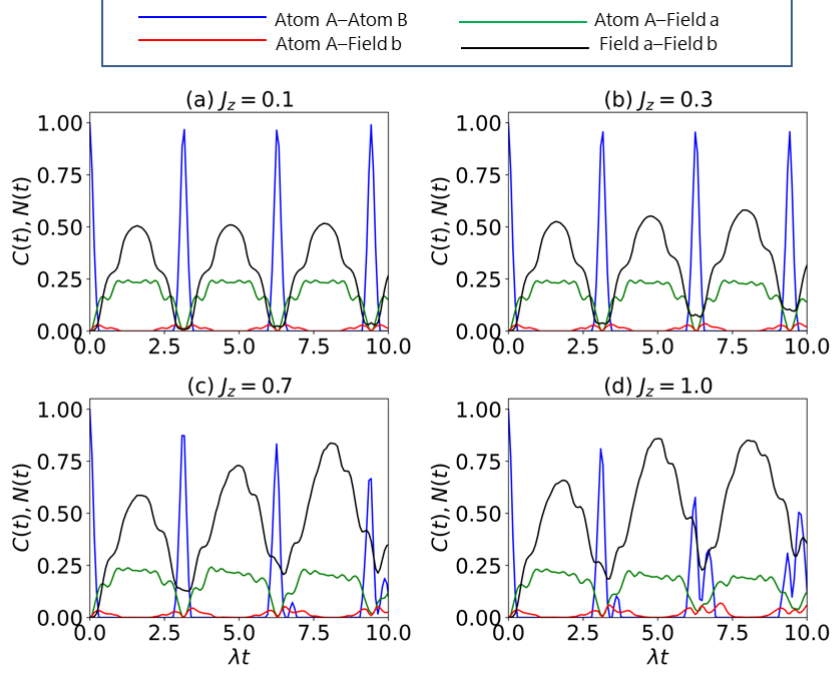 Atom A–Atom B Atom A–Field a
Atom A–Field b Field a–Field b
(a) J_z = 0.1 (b) J_z = 0.3
1.00 1.00
0.75 0.75
C(t), N(t) C(t), N(t)
0.50 0.50
0.25 0.25
0.00 0.00
0.0 2.5 5.0 7.5 10.0 0.0 2.5 5.0 7.5 10.0
(c) J_z = 0.7 (d) J_z = 1.0
1.00 1.00
0.75 0.75
C(t), N(t) C(t), N(t)
0.50 0.50
0.25 0.25
0.00 0.00
0.0 2.5 5.0 7.5 10.0 0.0 2.5 5.0 7.5 10.0
λt λt